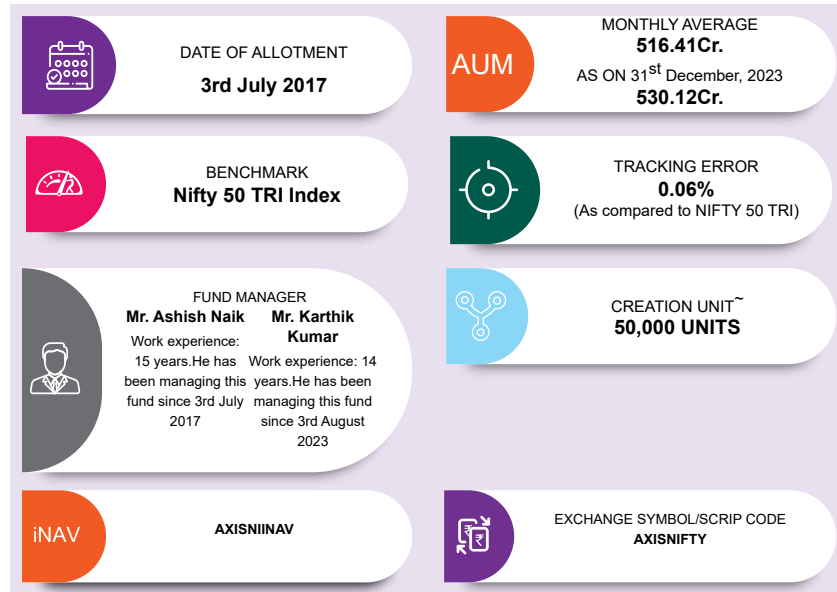 DATE OF ALLOTMENT
3rd July 2017
AUM
MONTHLY AVERAGE
516.41Cr.
AS ON 31st December, 2023
530.12Cr.
BENCHMARK
Nifty 50 TRI Index
TRACKING ERROR
0.06%
(As compared to NIFTY 50 TRI)
FUND MANAGER
Mr. Ashish Naik
Work experience:
15 years.He has
been managing this
fund since 3rd July
2017
Mr. Karthik
Kumar
Work experience: 14
years.He has been
managing this fund
since 3rd August
2023
CREATION UNIT~
50,000 UNITS
iNAV
AXISNIINAV
EXCHANGE SYMBOL/SCRIP CODE
AXISNIFTY